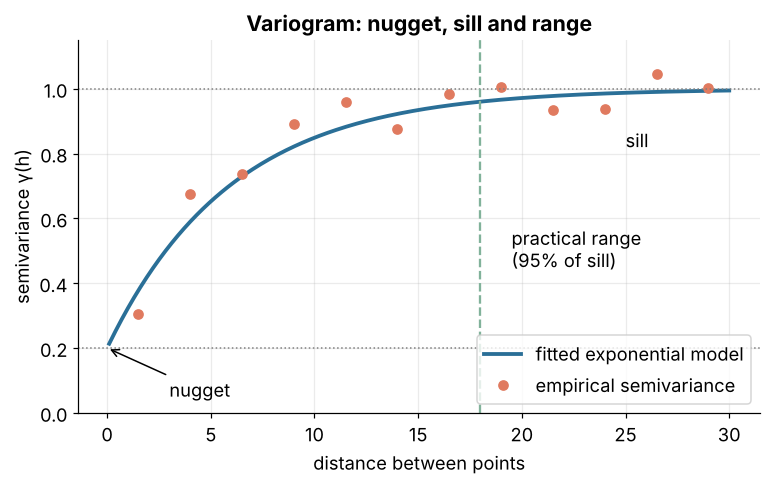 Variogram: nugget, sill and range
semivariance γ(h)
1.0
0.8
0.6
0.4
0.2
0.0
sill
practical range
(95% of sill)
nugget
fitted exponential model
empirical semivariance
0 5 10 15 20 25 30
distance between points